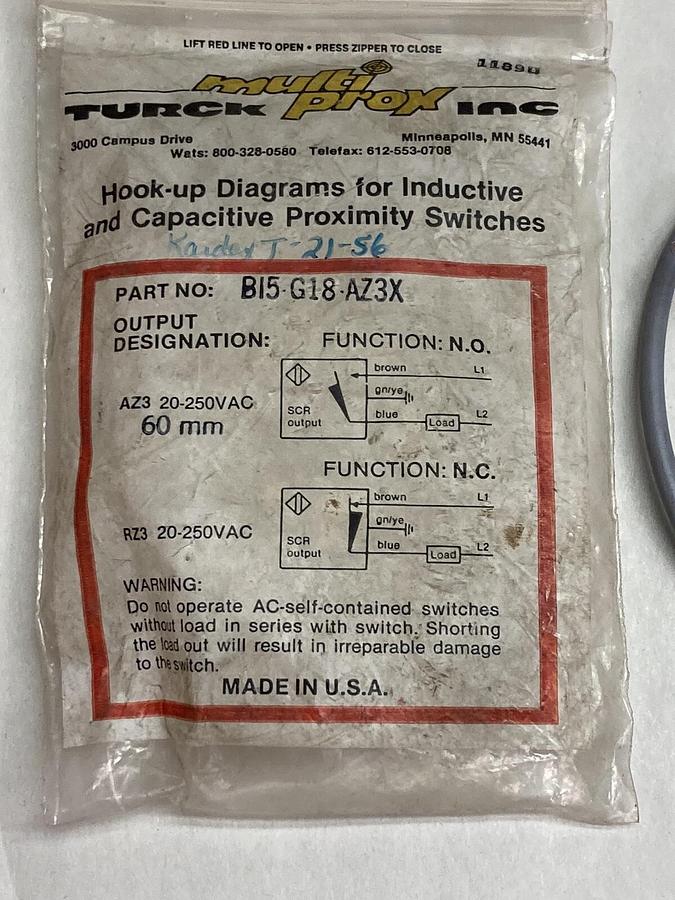 LIFT RED LINE TO OPEN • PRESS ZIPPER TO CLOSE
multi prox
TURCK INC
3000 Campus Drive Minneapolis, MN 55441
Wats: 800-328-0580 Telefax: 612-553-0708
Hook-up Diagrams for Inductive
and Capacitive Proximity Switches
Kardex T-21-56
PART NO: BI5-G18-AZ3X
OUTPUT
DESIGNATION: FUNCTION: N.O.
brown L1
gn/ye
AZ3 20-250VAC
SCR
output
blue Load L2
60 mm
FUNCTION: N.C.
brown L1
gn/ye
RZ3 20-250VAC
SCR
output
blue Load L2
WARNING:
Do not operate AC-self-contained switches
without load in series with switch. Shorting
the load out will result in irreparable damage
to the switch.
MADE IN U.S.A.